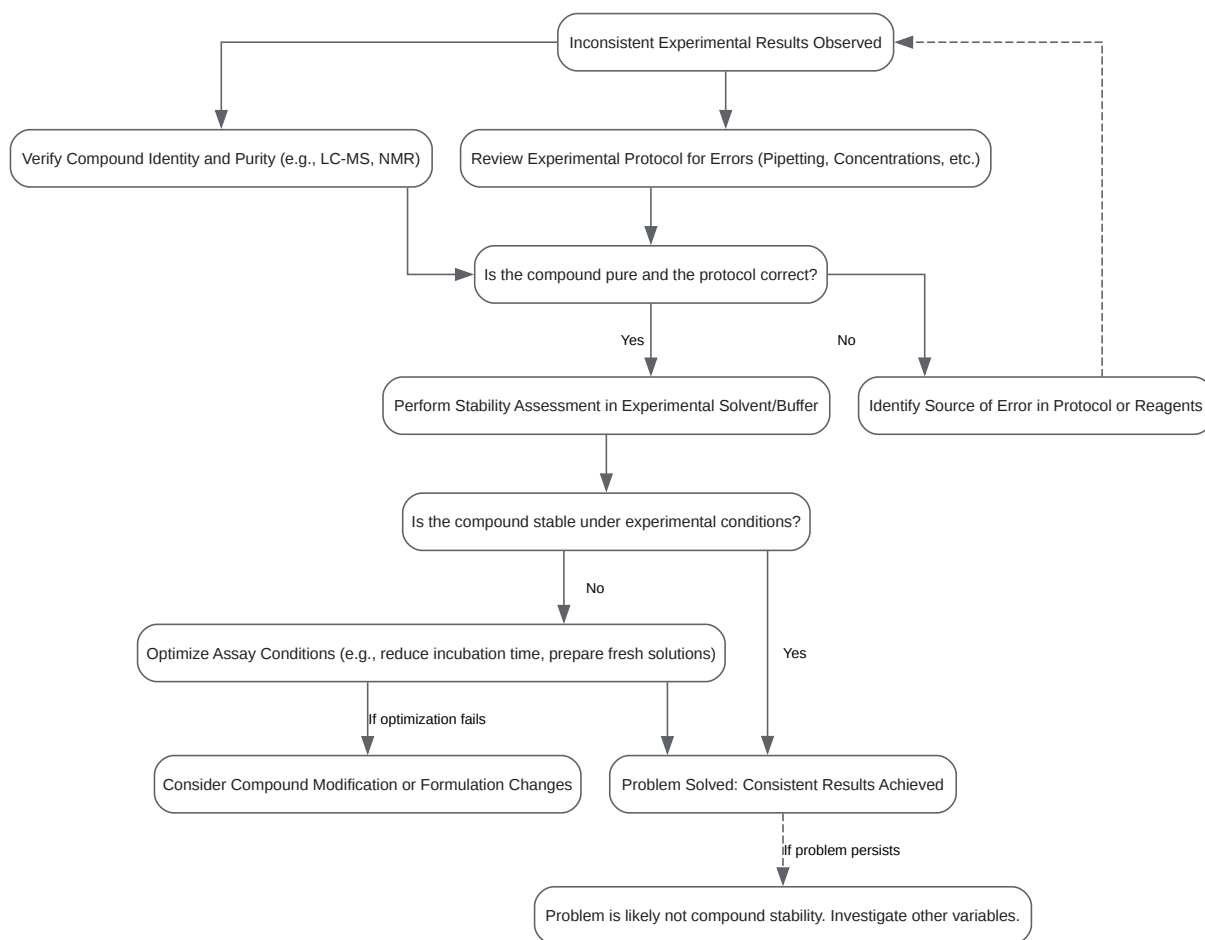 Inconsistent Experimental Results Observed
Verify Compound Identity and Purity (e.g., LC-MS, NMR)
Review Experimental Protocol for Errors (Pipetting, Concentrations, etc.)
Is the compound pure and the protocol correct?
Yes
No
Perform Stability Assessment in Experimental Solvent/Buffer
Identify Source of Error in Protocol or Reagents
Is the compound stable under experimental conditions?
No
Optimize Assay Conditions (e.g., reduce incubation time, prepare fresh solutions)
Yes
If optimization fails
Consider Compound Modification or Formulation Changes
Problem Solved: Consistent Results Achieved
If problem persists
Problem is likely not compound stability. Investigate other variables.